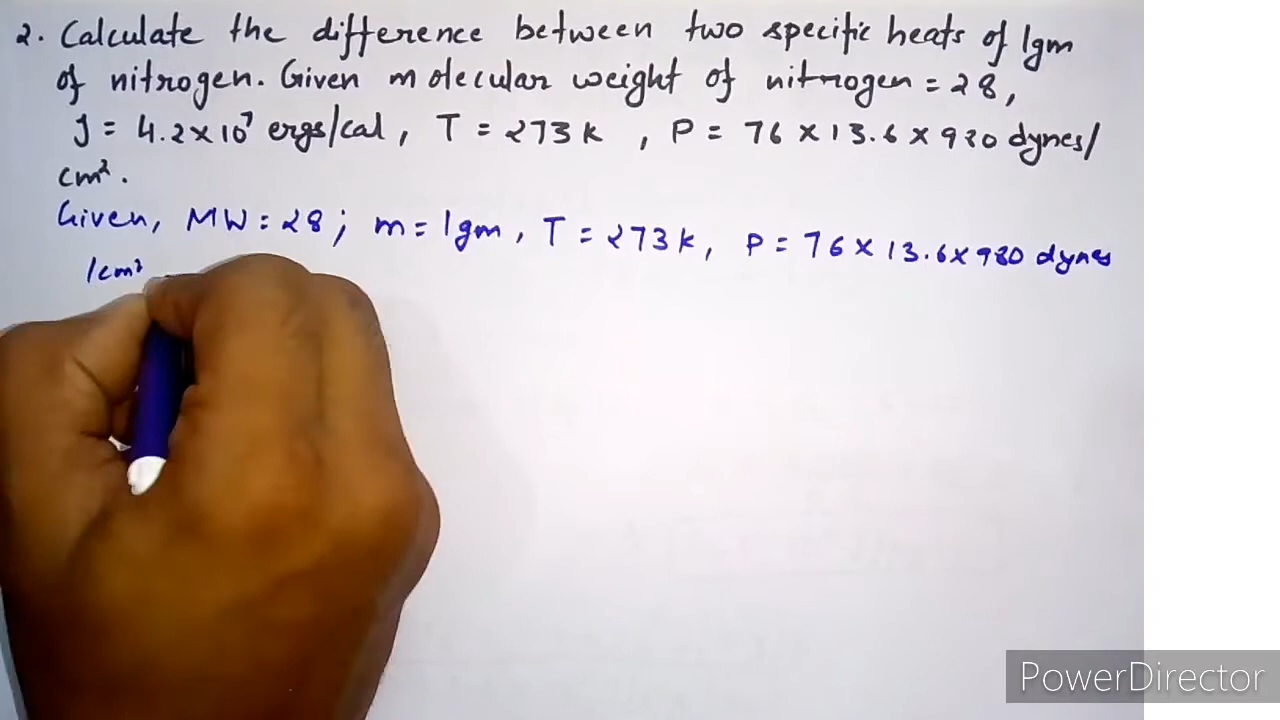 2. Calculate the difference between two specific heats of 1gm
of nitrogen. Given molecular weight of nitrogen = 28,
J = 4.2 × 10⁷ ergs/cal, T = 273 K, P = 76 × 13.6 × 980 dynes/
cm².
Given, MW = 28; m = 1gm, T = 273 K, P = 76 × 13.6 × 980 dynes
/cm²
PowerDirector